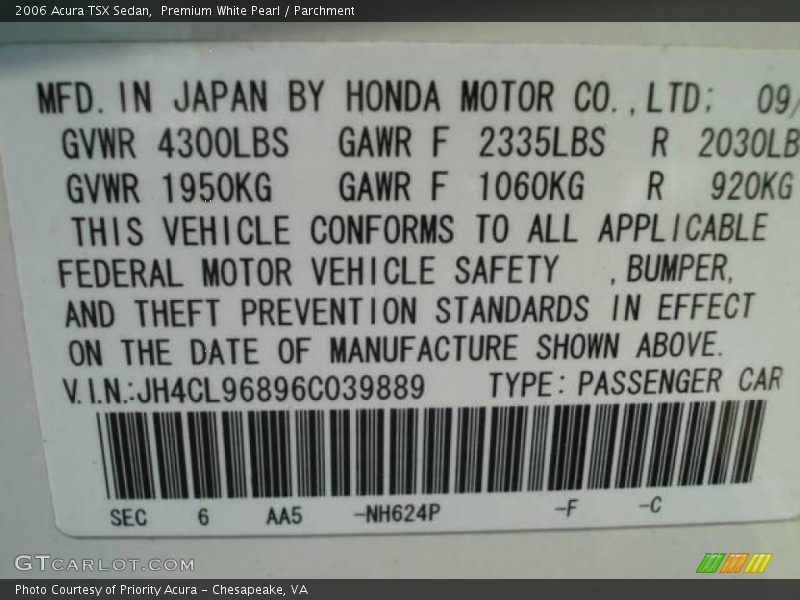 2006 Acura TSX Sedan,  Premium White Pearl / Parchment
MFD. IN JAPAN BY HONDA MOTOR CO., LTD; 09/
GVWR 4300LBS GAWR F 2335LBS R 2030LB
GVWR 1950KG GAWR F 1060KG R 920KG
THIS VEHICLE CONFORMS TO ALL APPLICABLE
FEDERAL MOTOR VEHICLE SAFETY , BUMPER,
AND THEFT PREVENTION STANDARDS IN EFFECT
ON THE DATE OF MANUFACTURE SHOWN ABOVE.
V.I.N.:JH4CL96896C039889 TYPE: PASSENGER CAR
SEC 6 AA5 -NH624P -F -C
GTCARLOT.COM
Photo Courtesy of Priority Acura – Chesapeake, VA